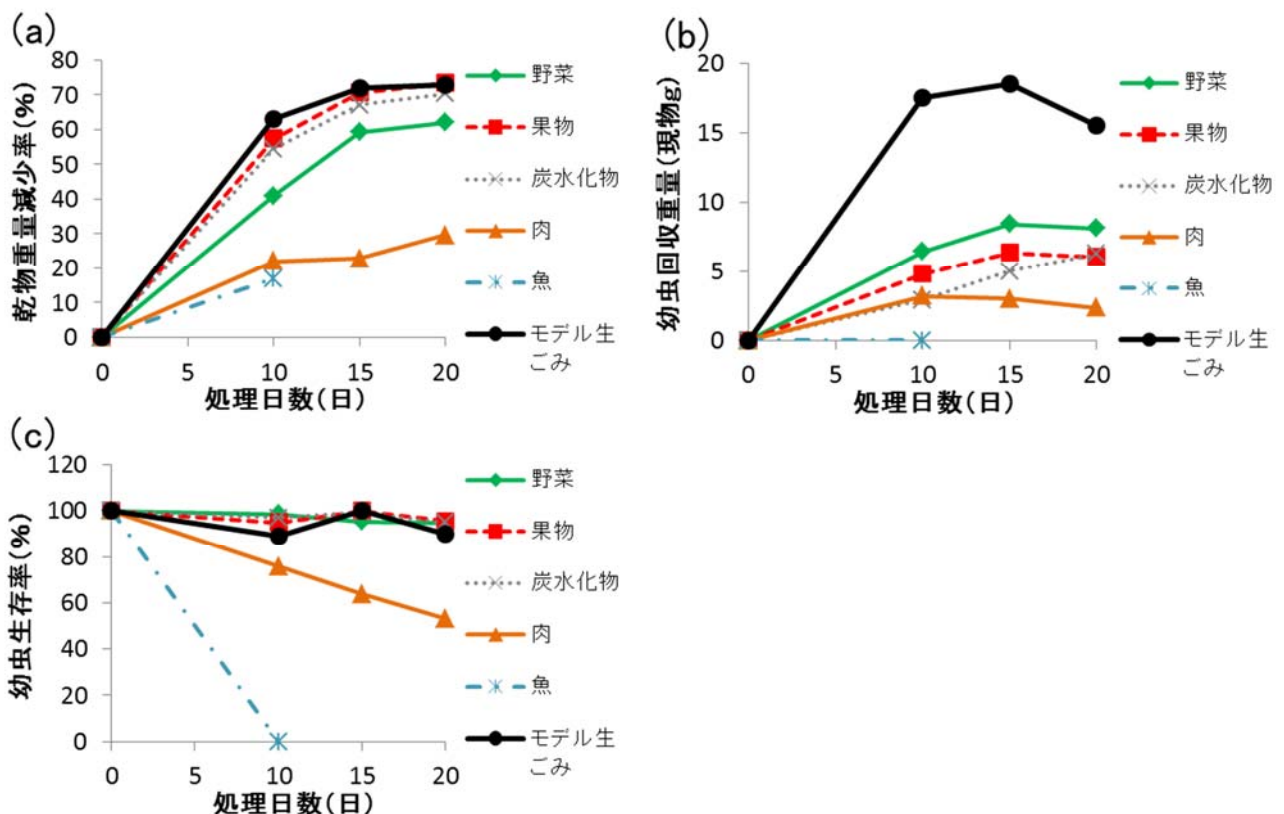 (a)
乾物重量減少率(%)
80
70
60
50
40
30
20
10
0
0 5 10 15 20
処理日数(日)
野菜
果物
炭水化物
肉
魚
モデル生
ごみ
(b)
幼虫回収重量(現物g)
20
15
10
5
0
0 5 10 15 20
処理日数(日)
野菜
果物
炭水化物
肉
魚
モデル生
ごみ
(c)
幼虫生存率(%)
120
100
80
60
40
20
0
0 5 10 15 20
処理日数(日)
野菜
果物
炭水化物
肉
魚
モデル生
ごみ